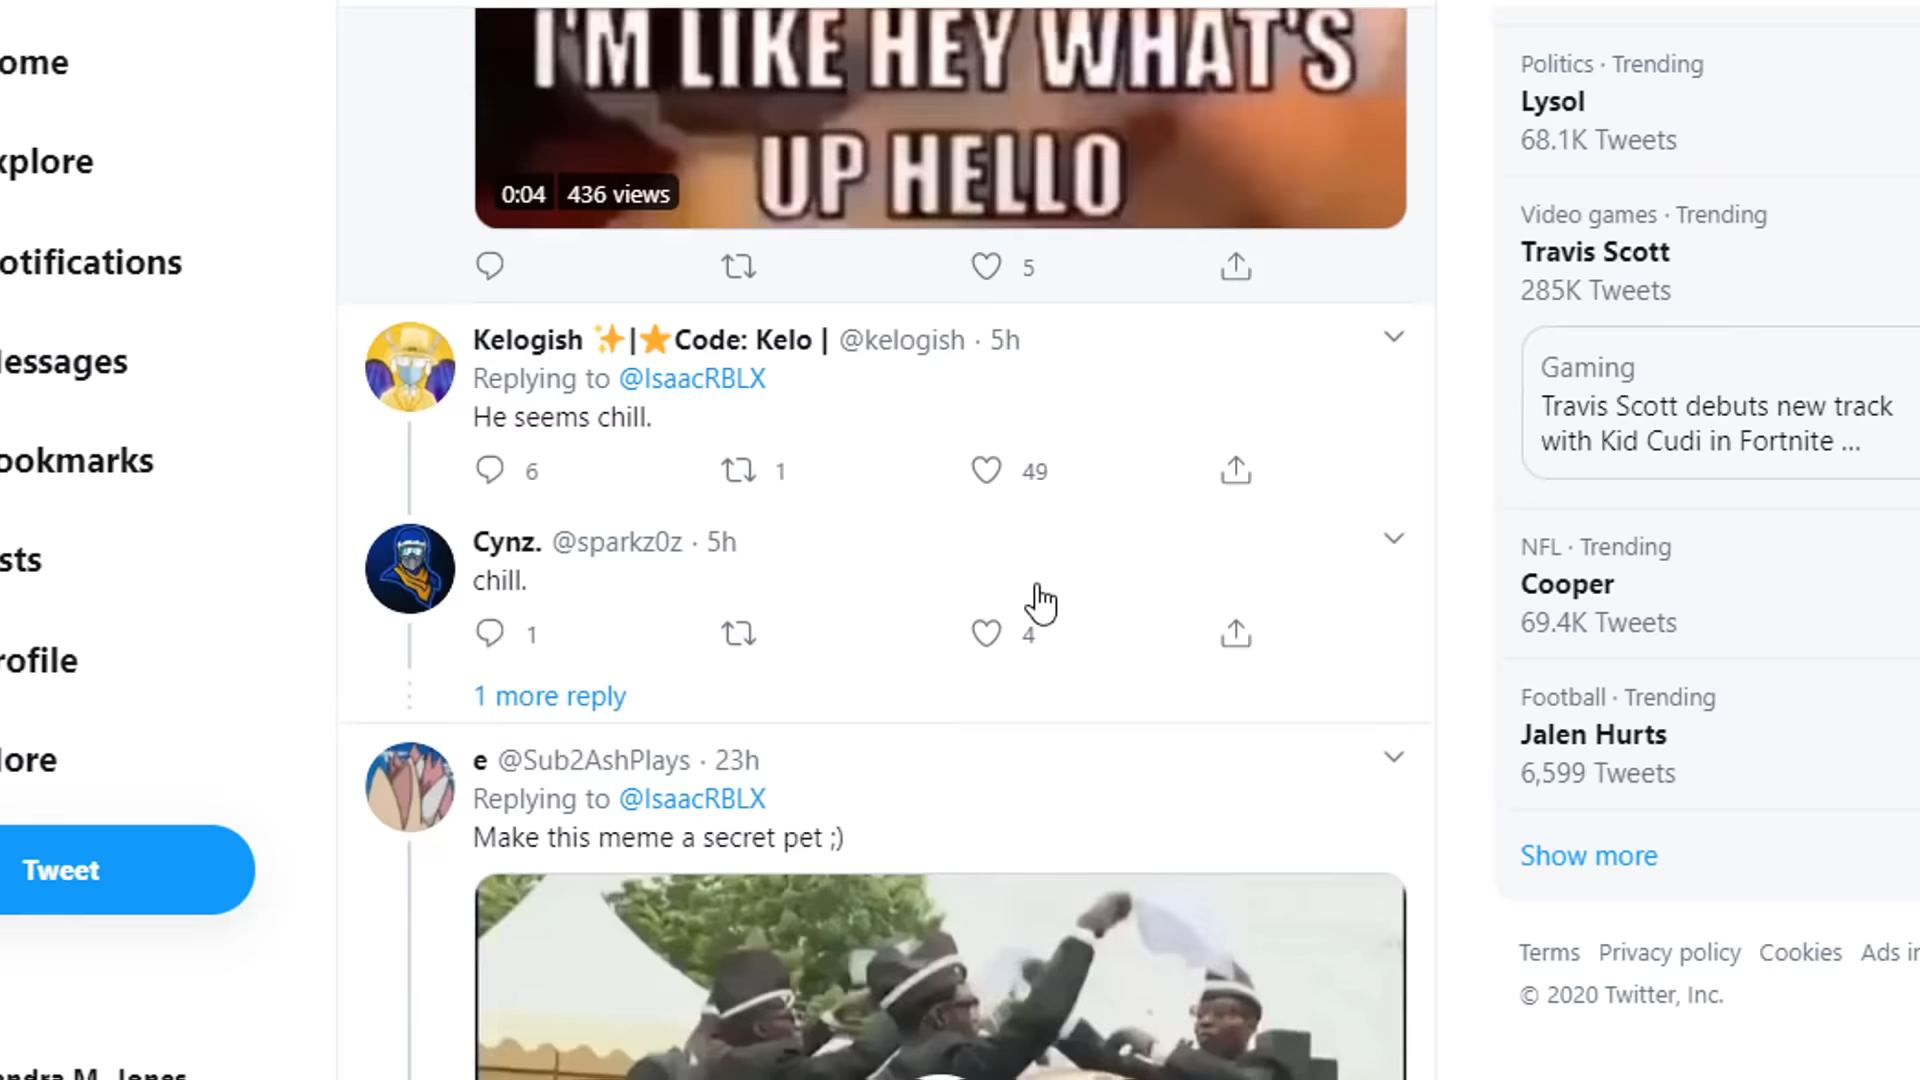 ome
xplore
otifications
essages
ookmarks
sts
rofile
ore
Tweet
I'M LIKE HEY WHAT'S
UP HELLO
0:04 436 views
5
Kelogish ✨|⭐Code: Kelo | @kelogish · 5h
Replying to @IsaacRBLX
He seems chill.
6 1 49
Cynz. @sparkz0z · 5h
chill.
1 4
1 more reply
e @Sub2AshPlays · 23h
Replying to @IsaacRBLX
Make this meme a secret pet ;)
Politics · Trending
Lysol
68.1K Tweets
Video games · Trending
Travis Scott
285K Tweets
Gaming
Travis Scott debuts new track
with Kid Cudi in Fortnite ...
NFL · Trending
Cooper
69.4K Tweets
Football · Trending
Jalen Hurts
6,599 Tweets
Show more
Terms Privacy policy Cookies Ads in
© 2020 Twitter, Inc.
ndra M. Jones